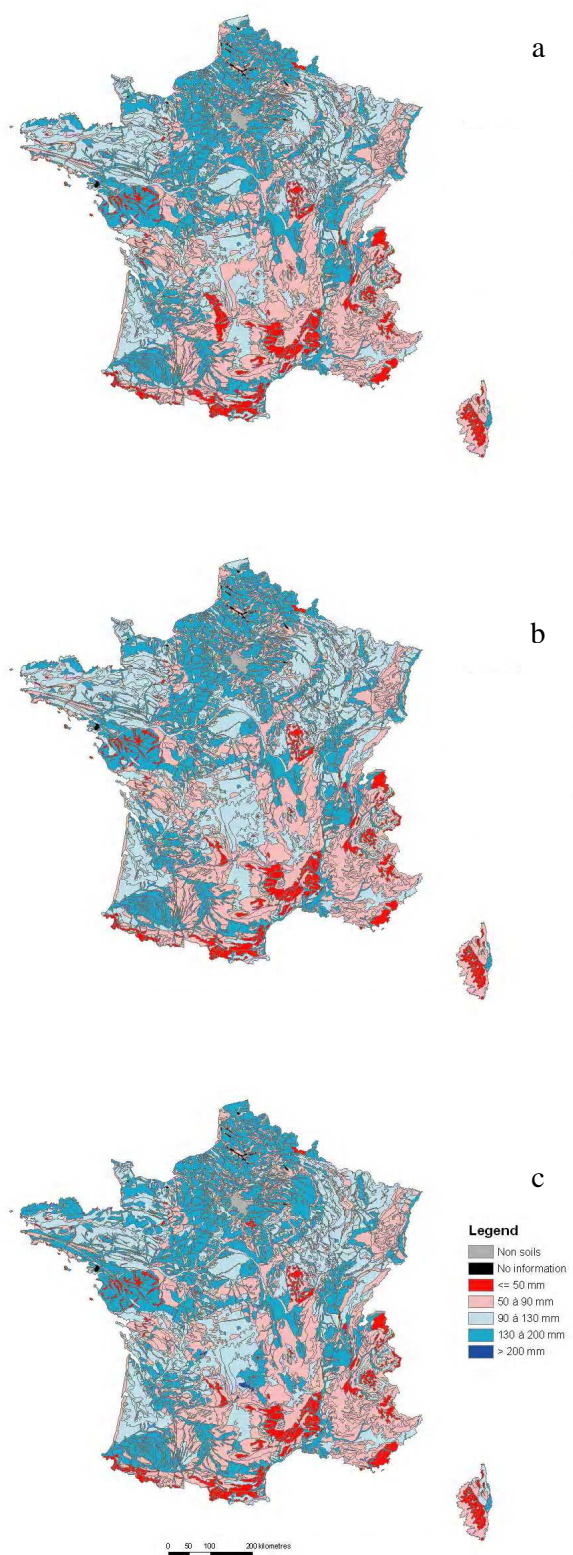 a
b
c
Legend
Non soils
No information
<= 50 mm
50 à 90 mm
90 à 130 mm
130 à 200 mm
> 200 mm
0 50 100 200 kilometres